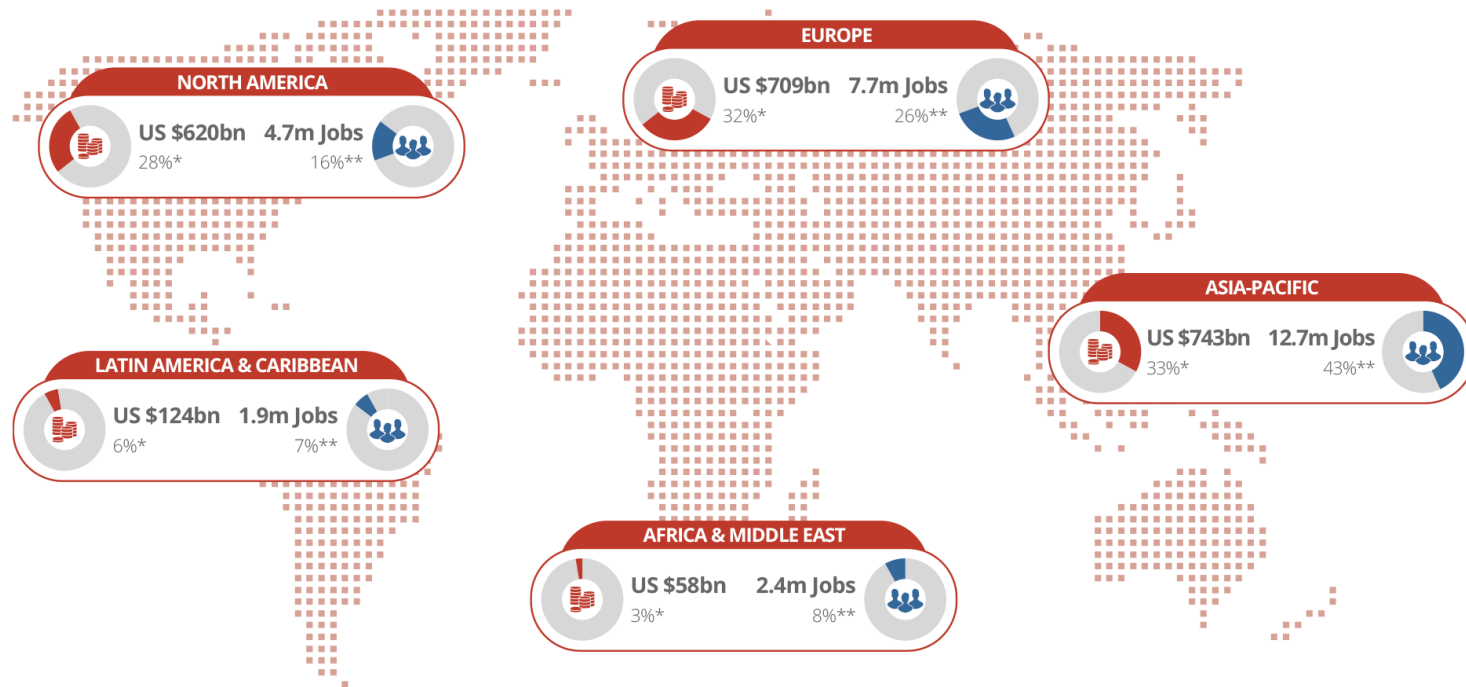 EUROPE
US $709bn 7.7m Jobs
32%* 26%**
NORTH AMERICA
US $620bn 4.7m Jobs
28%* 16%**
ASIA-PACIFIC
US $743bn 12.7m Jobs
33%* 43%**
LATIN AMERICA & CARIBBEAN
US $124bn 1.9m Jobs
6%* 7%**
AFRICA & MIDDLE EAST
US $58bn 2.4m Jobs
3%* 8%**